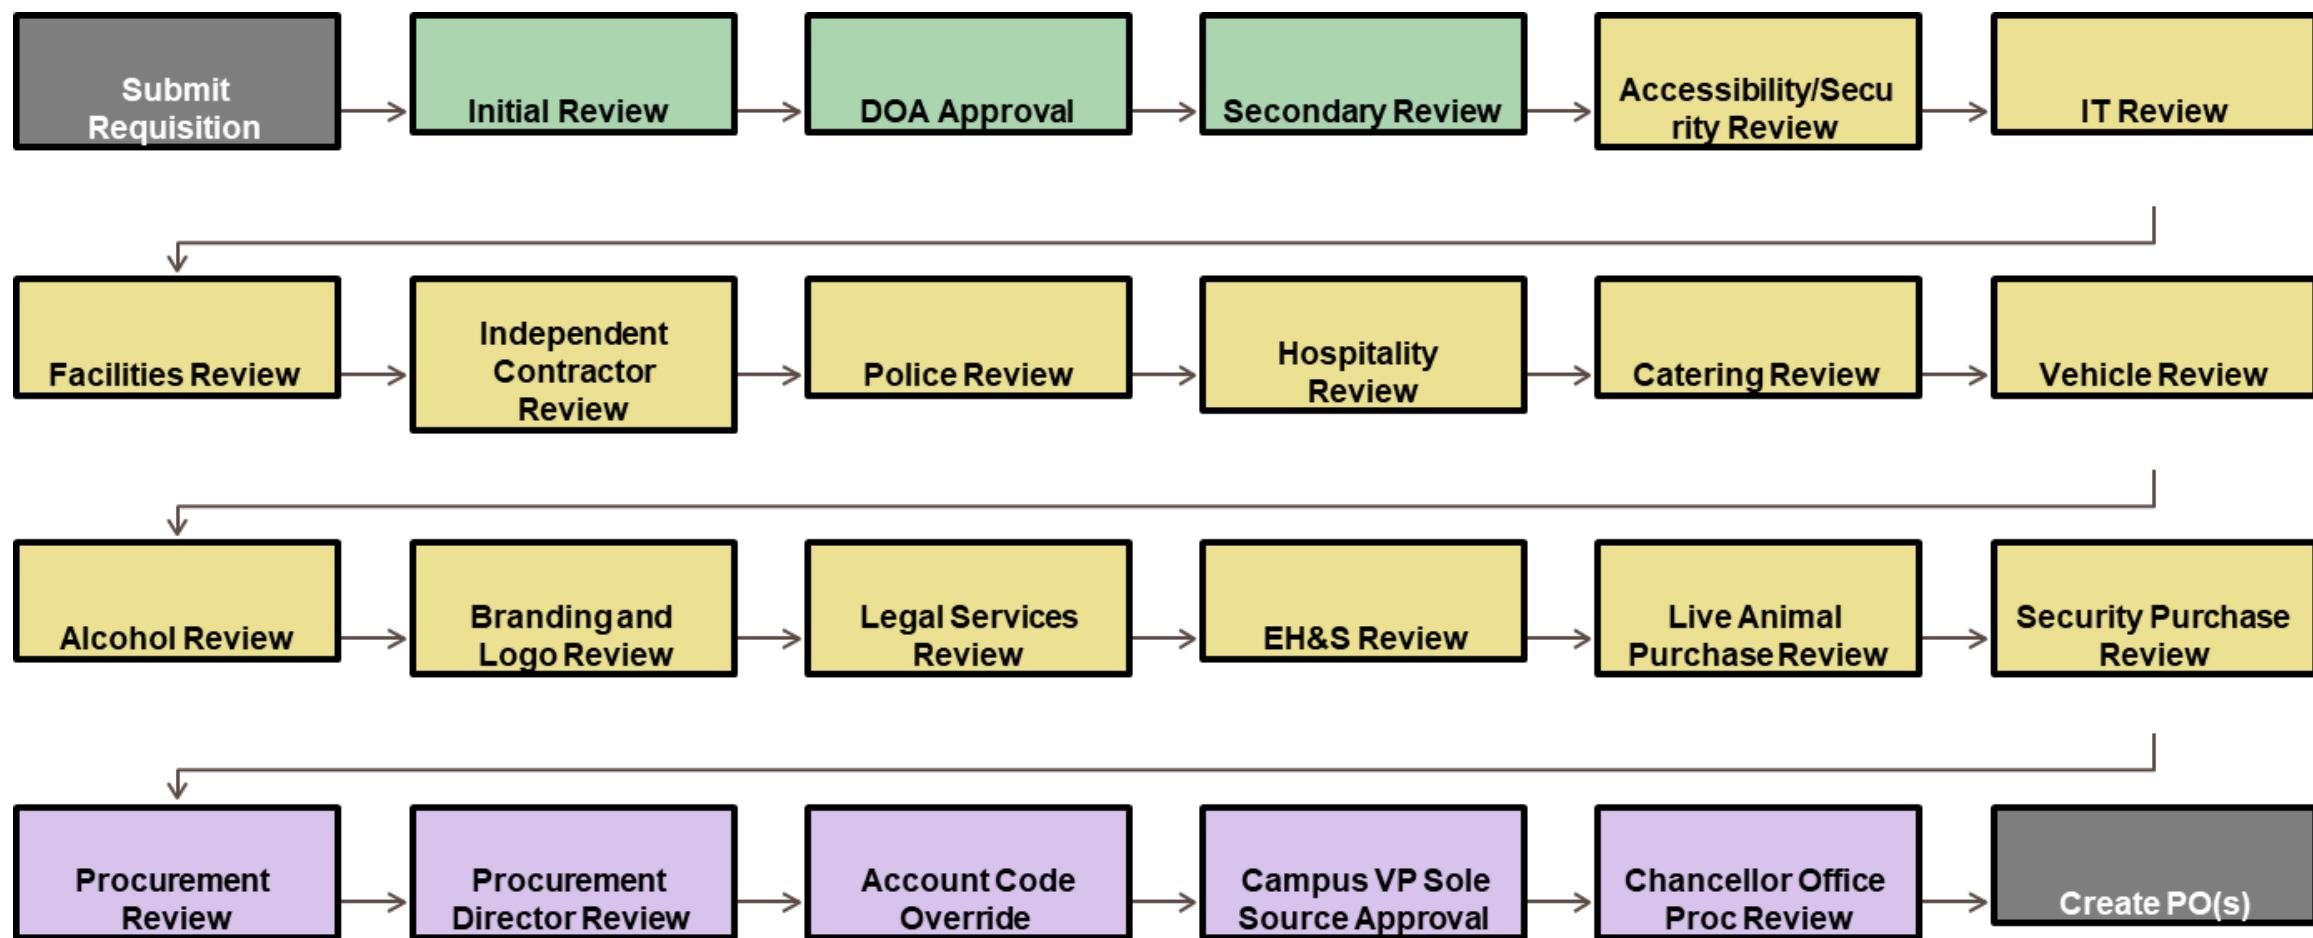 Submit
Requisition
Initial Review
DOA Approval
Secondary Review
Accessibility/Secu
rity Review
IT Review
Facilities Review
Independent
Contractor
Review
Police Review
Hospitality
Review
Catering Review
Vehicle Review
Alcohol Review
Branding and
Logo Review
Legal Services
Review
EH&S Review
Live Animal
Purchase Review
Security Purchase
Review
Procurement
Review
Procurement
Director Review
Account Code
Override
Campus VP Sole
Source Approval
Chancellor Office
Proc Review
Create PO(s)